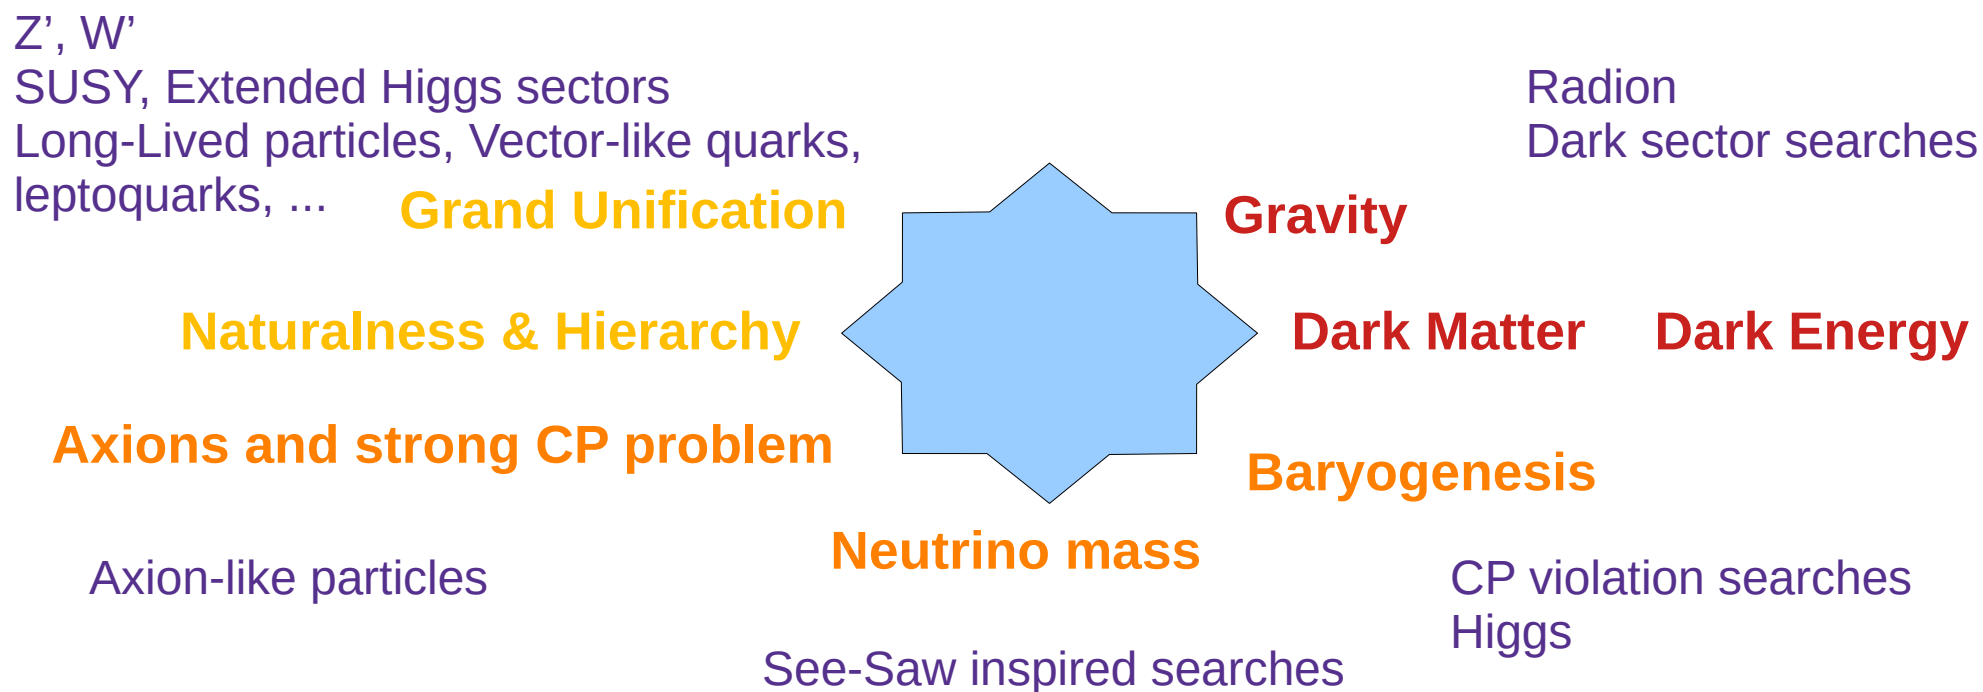 Z’, W’
SUSY, Extended Higgs sectors
Long-Lived particles, Vector-like quarks,
leptoquarks, ...
Radion
Dark sector searches
Grand Unification
Gravity
Naturalness & Hierarchy
Dark Matter
Dark Energy
Axions and strong CP problem
Baryogenesis
Neutrino mass
Axion-like particles
CP violation searches
Higgs
See-Saw inspired searches